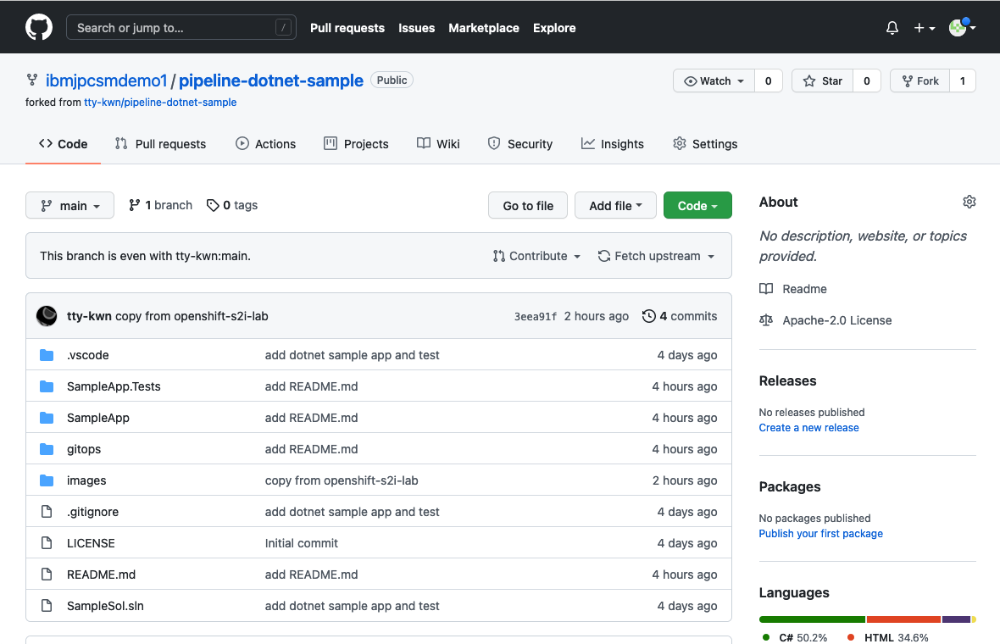 Search or jump to… / Pull requests Issues Marketplace Explore
ibmjpcsmdemo1 / pipeline-dotnet-sample Public Watch 0 Star 0 Fork 1
forked from tty-kwn/pipeline-dotnet-sample
Code Pull requests Actions Projects Wiki Security Insights Settings
main 1 branch 0 tags Go to file Add file Code
This branch is even with tty-kwn:main. Contribute Fetch upstream
tty-kwn copy from openshift-s2i-lab 3eea91f 2 hours ago 4 commits
.vscode add dotnet sample app and test 4 days ago
SampleApp.Tests add README.md 4 hours ago
SampleApp add README.md 4 hours ago
gitops add README.md 4 hours ago
images copy from openshift-s2i-lab 2 hours ago
.gitignore add dotnet sample app and test 4 days ago
LICENSE Initial commit 4 days ago
README.md add README.md 4 hours ago
SampleSol.sln add dotnet sample app and test 4 days ago
About
No description, website, or topics
provided.
Readme
Apache-2.0 License
Releases
No releases published
Create a new release
Packages
No packages published
Publish your first package
Languages
C# 50.2% HTML 34.6%